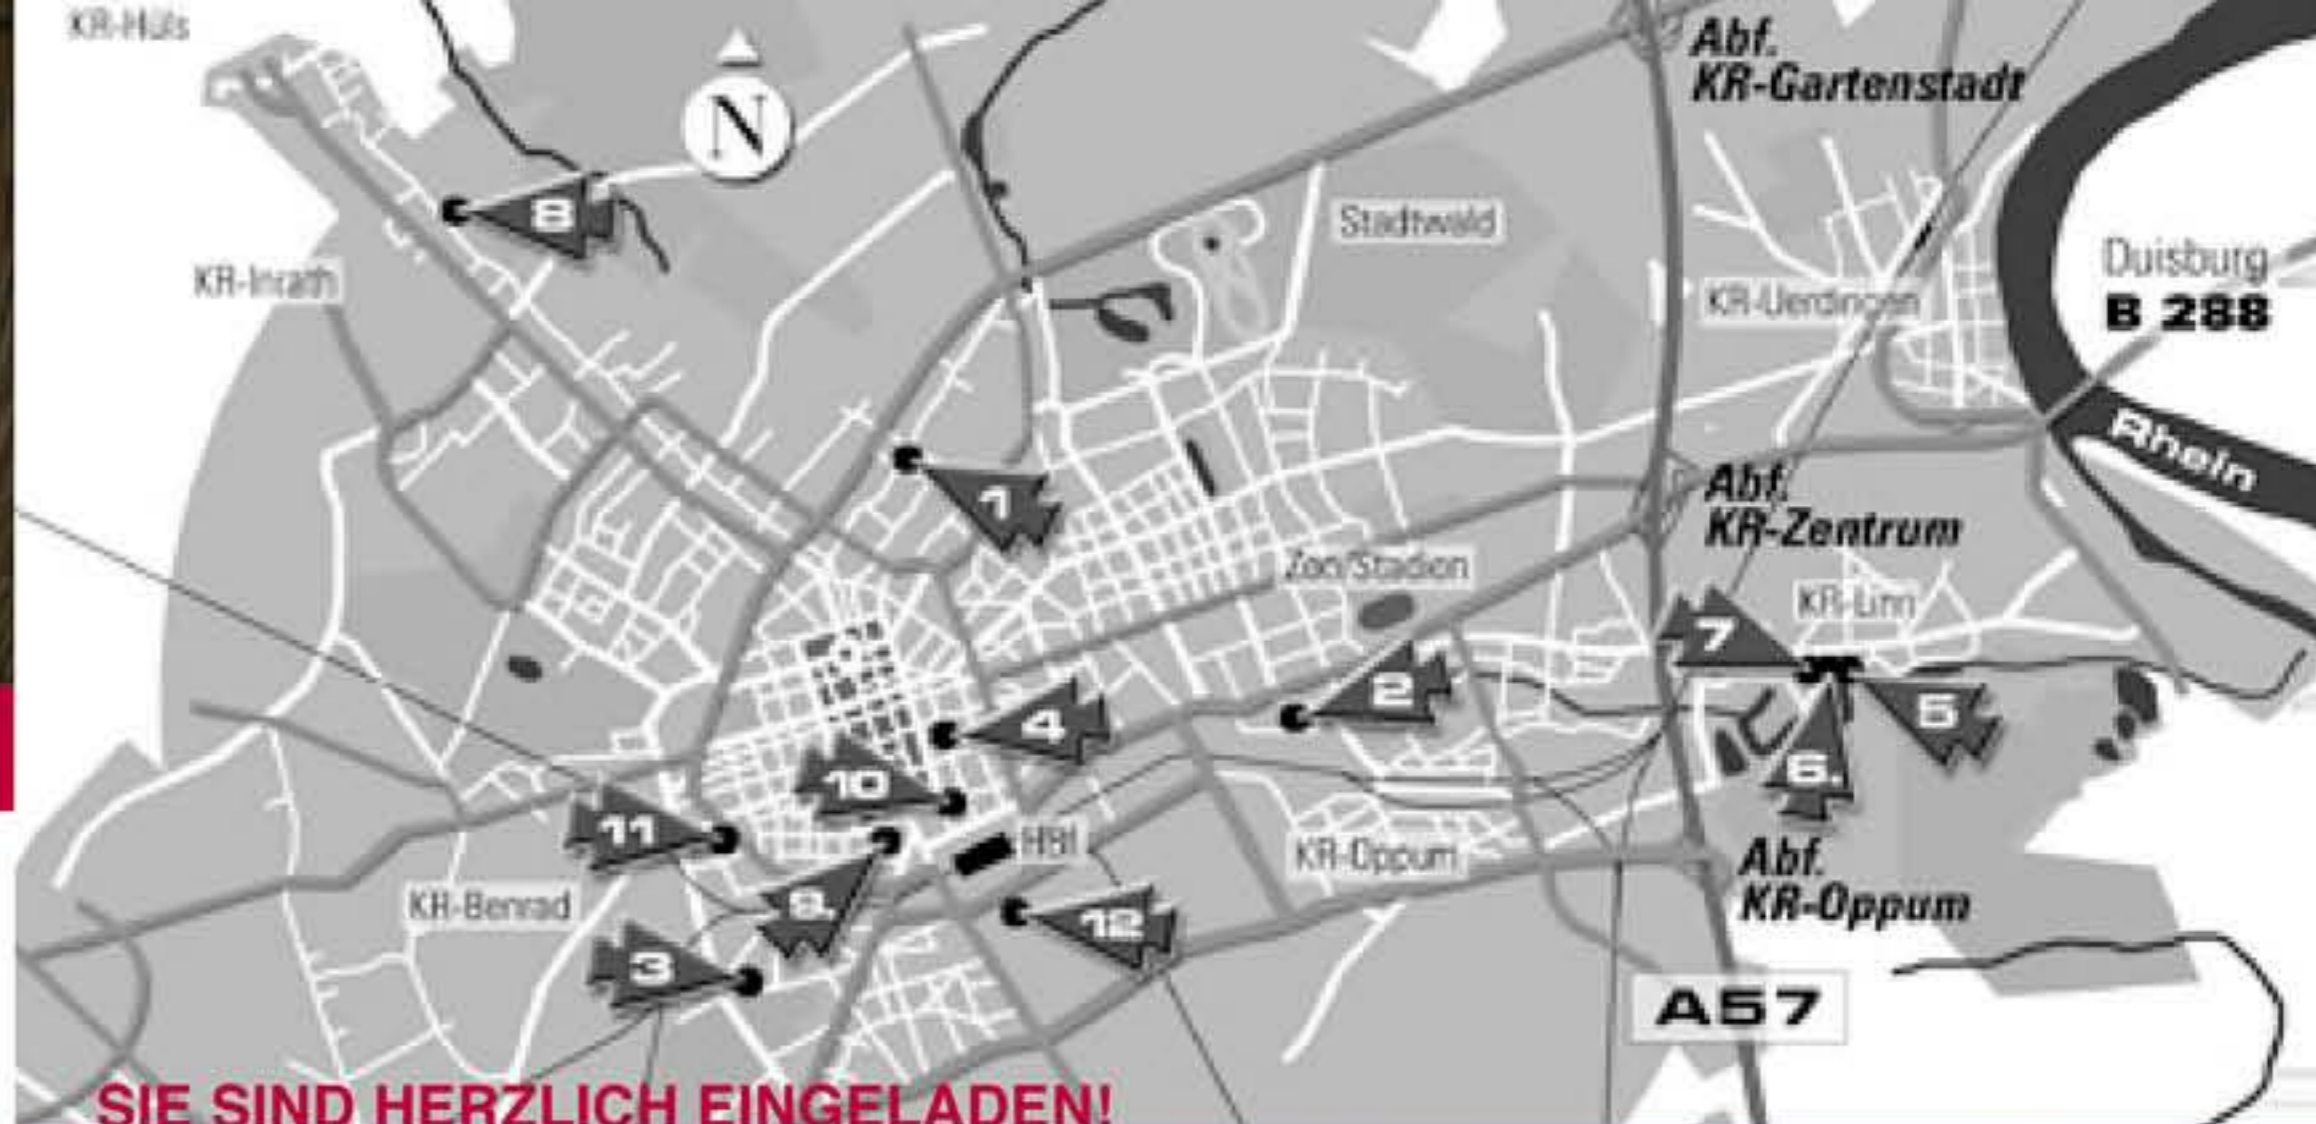 KR-Hüls
Abf.
KR-Gartenstadt
N
8
Stadtwald
KR-Inrath
Duisburg
B 288
KR-Uerdingen
Rhein
1
Abf.
KR-Zentrum
Zoo/Stadion
KR-Linn
7
2
4
5
6.
10
11
Hbf
KR-Oppum
Abf.
KR-Oppum
KR-Benrad
9.
12
3
A57
SIE SIND HERZLICH EINGELADEN!